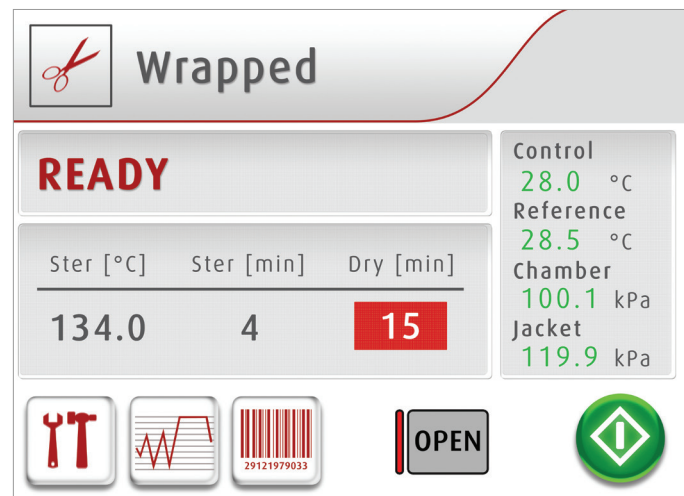 Wrapped
READY
Ster [°C] Ster [min] Dry [min]
134.0 4 15
Control
28.0 °C
Reference
28.5 °C
Chamber
100.1 kPa
Jacket
119.9 kPa
29121979033
OPEN